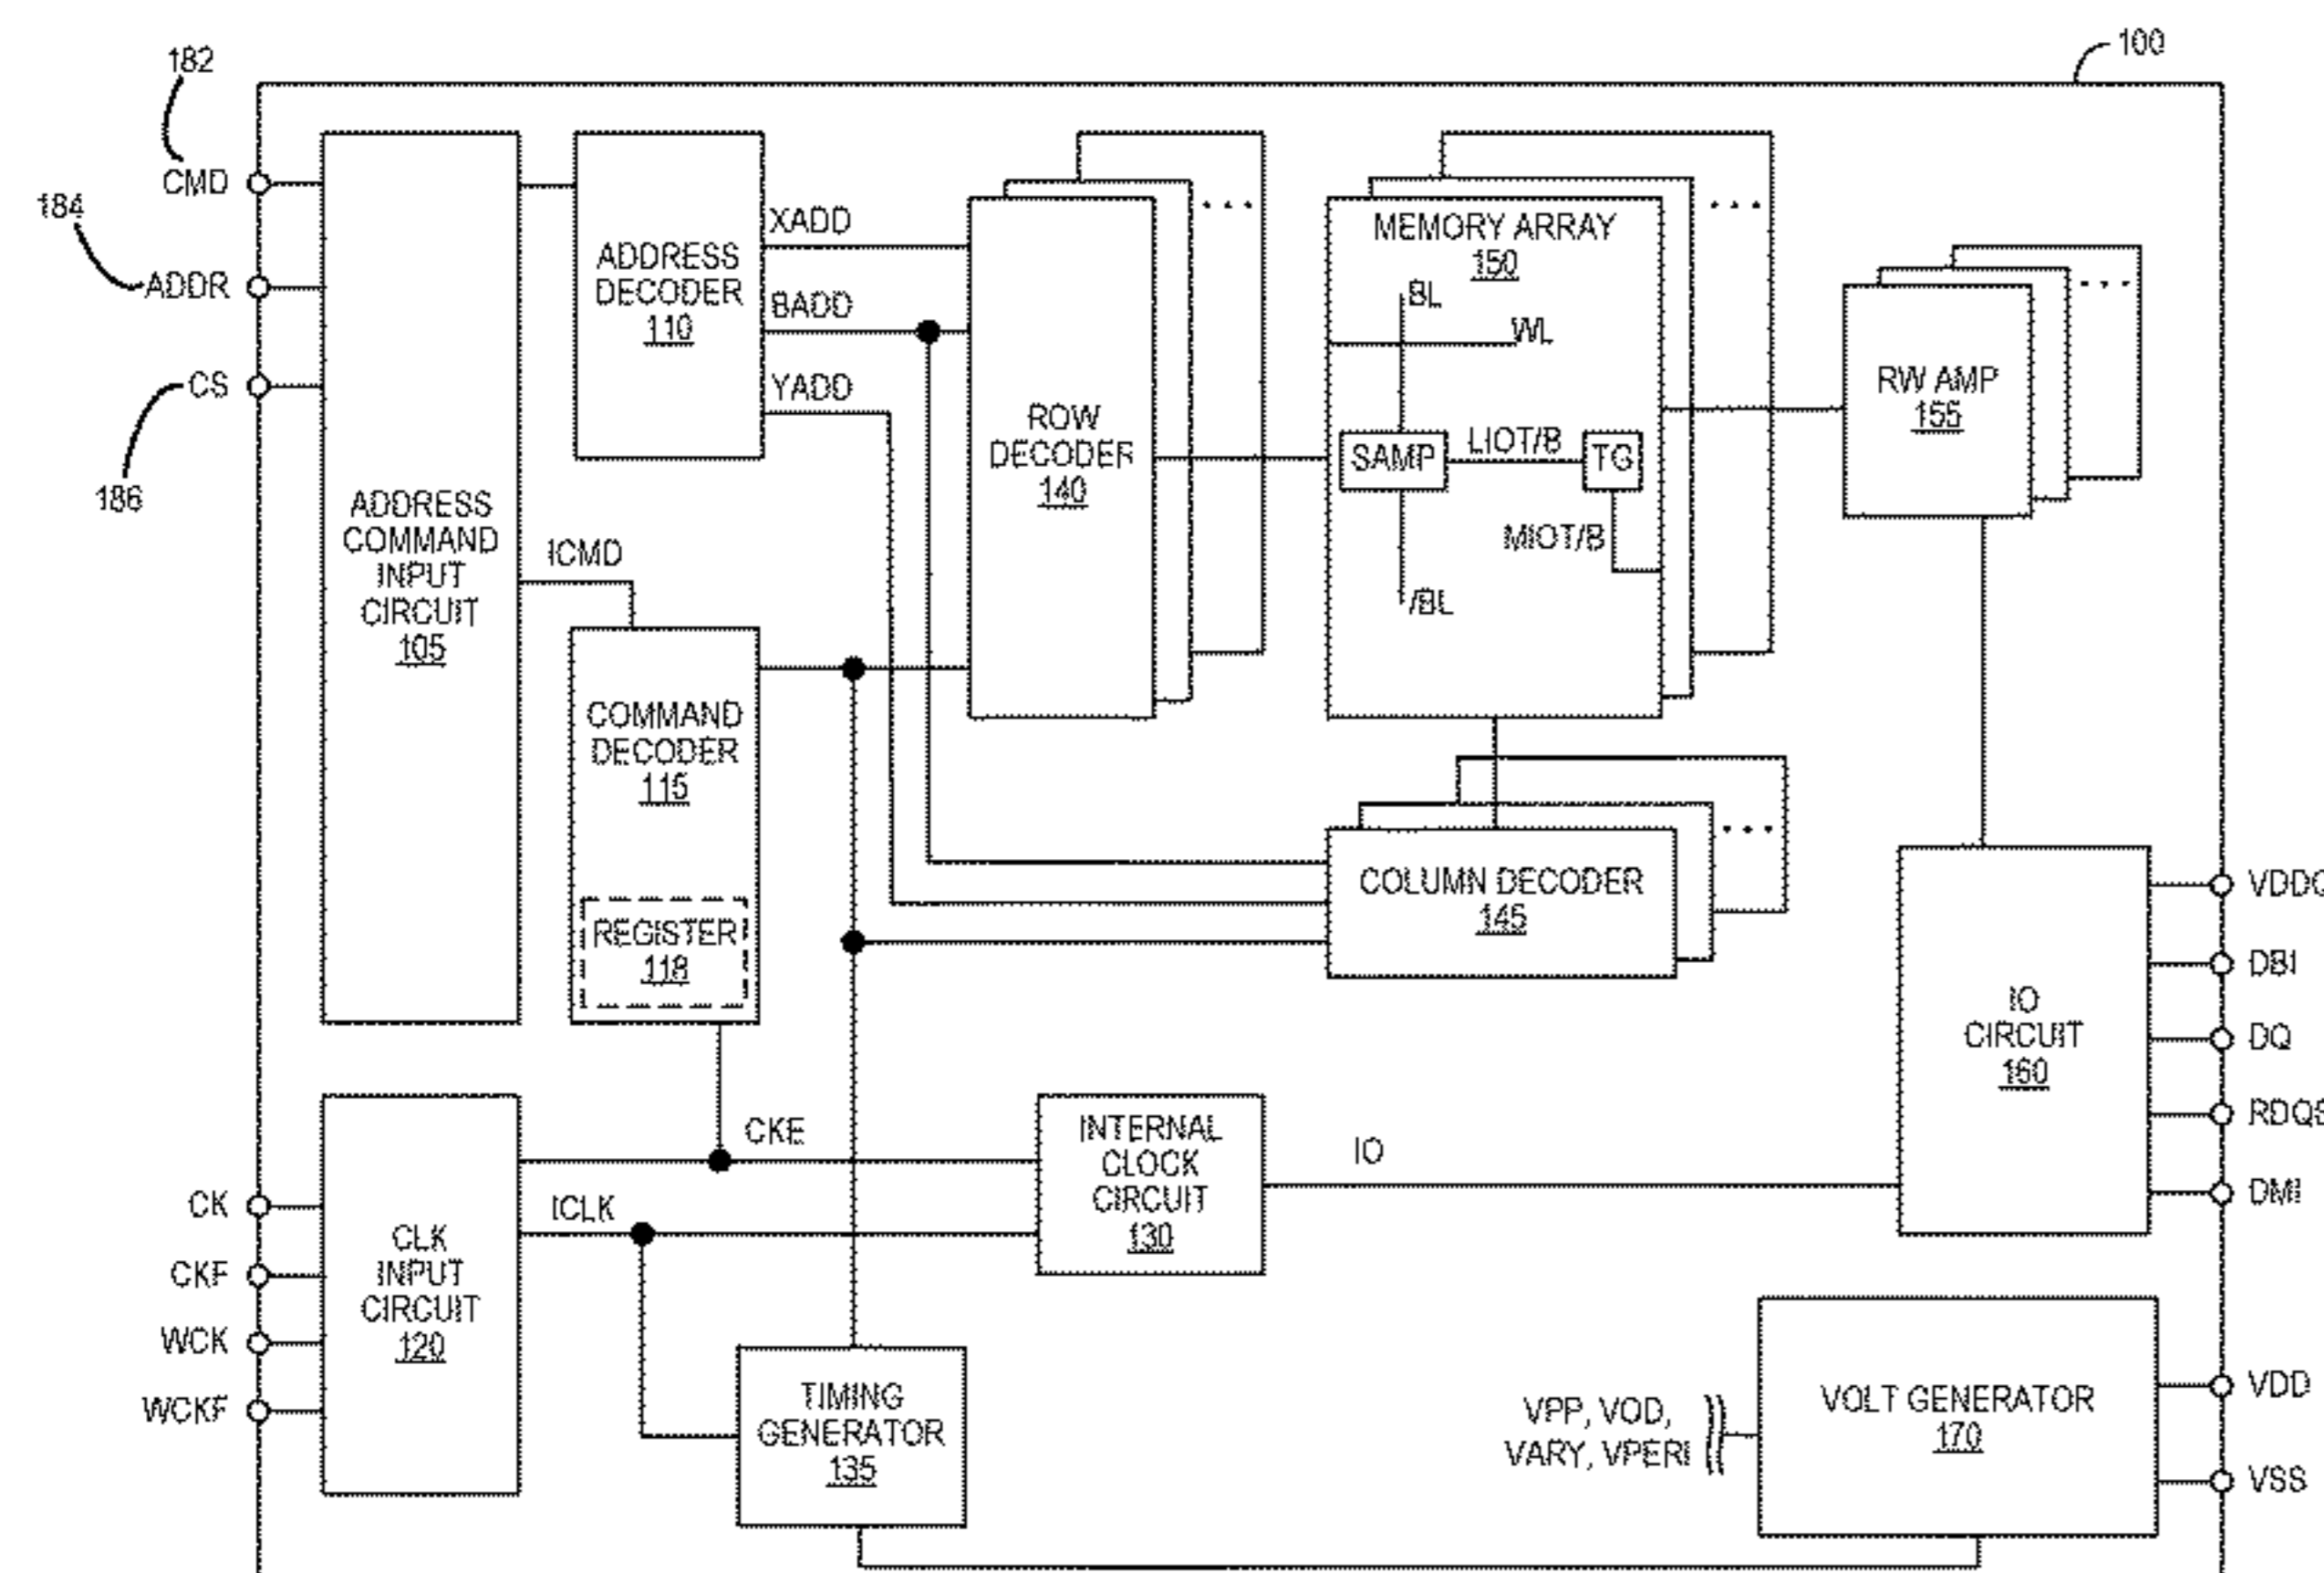 100
182
CMD
184
ADDR
CS
186
ADDRESS
COMMAND
INPUT
CIRCUIT
105
ADDRESS
DECODER
110
XADD
BADD
YADD
ICMD
COMMAND
DECODER
115
REGISTER
118
ROW
DECODER
140
...
MEMORY ARRAY
150
BL
WL
SAMP
LIOT/B
TG
MIOT/B
/BL
...
RW AMP
155
...
COLUMN DECODER
145
...
IO
CIRCUIT
160
DBI
DQ
DMI
CK
CKF
WCK
WCKF
CLK
INPUT
CIRCUIT
120
CKE
ICLK
INTERNAL
CLOCK
CIRCUIT
130
IO
TIMING
GENERATOR
135
VPP, VOD,
VARY, VPERI
VOLT GENERATOR
170
VDD
VSS